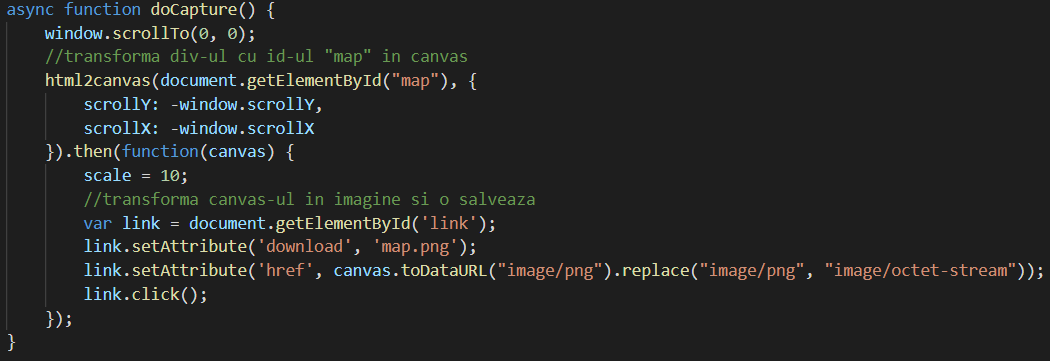 async function doCapture() {
    window.scrollTo(0, 0);
    //transforma div-ul cu id-ul "map" in canvas
    html2canvas(document.getElementById("map"), {
        scrollY: -window.scrollY,
        scrollX: -window.scrollX
    }).then(function(canvas) {
        scale = 10;
        //transforma canvas-ul in imagine si o salveaza
        var link = document.getElementById('link');
        link.setAttribute('download', 'map.png');
        link.setAttribute('href', canvas.toDataURL("image/png").replace("image/png", "image/octet-stream"));
        link.click();
    });
}